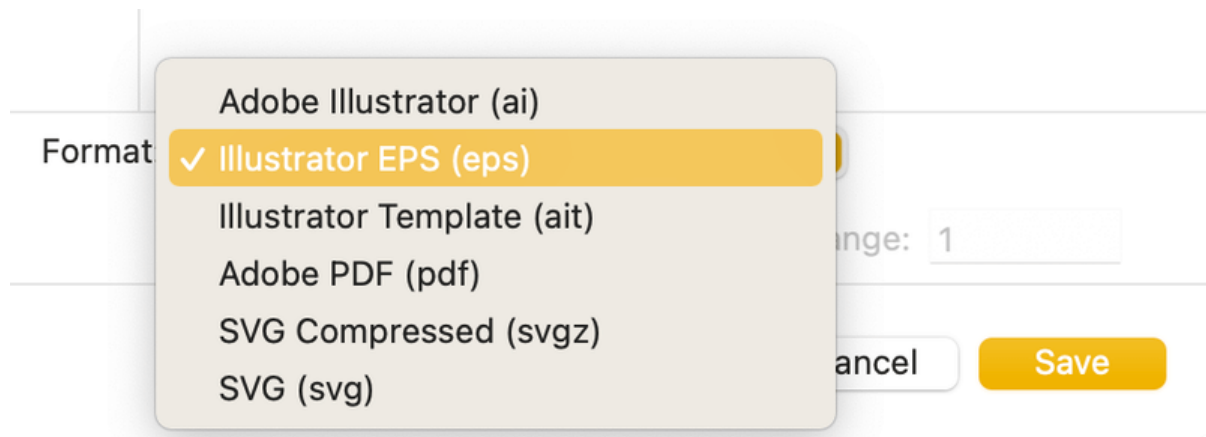 Adobe Illustrator (ai)
Format:
✓ Illustrator EPS (eps)
Illustrator Template (ait)
ange: 1
Adobe PDF (pdf)
SVG Compressed (svgz)
ancel
Save
SVG (svg)